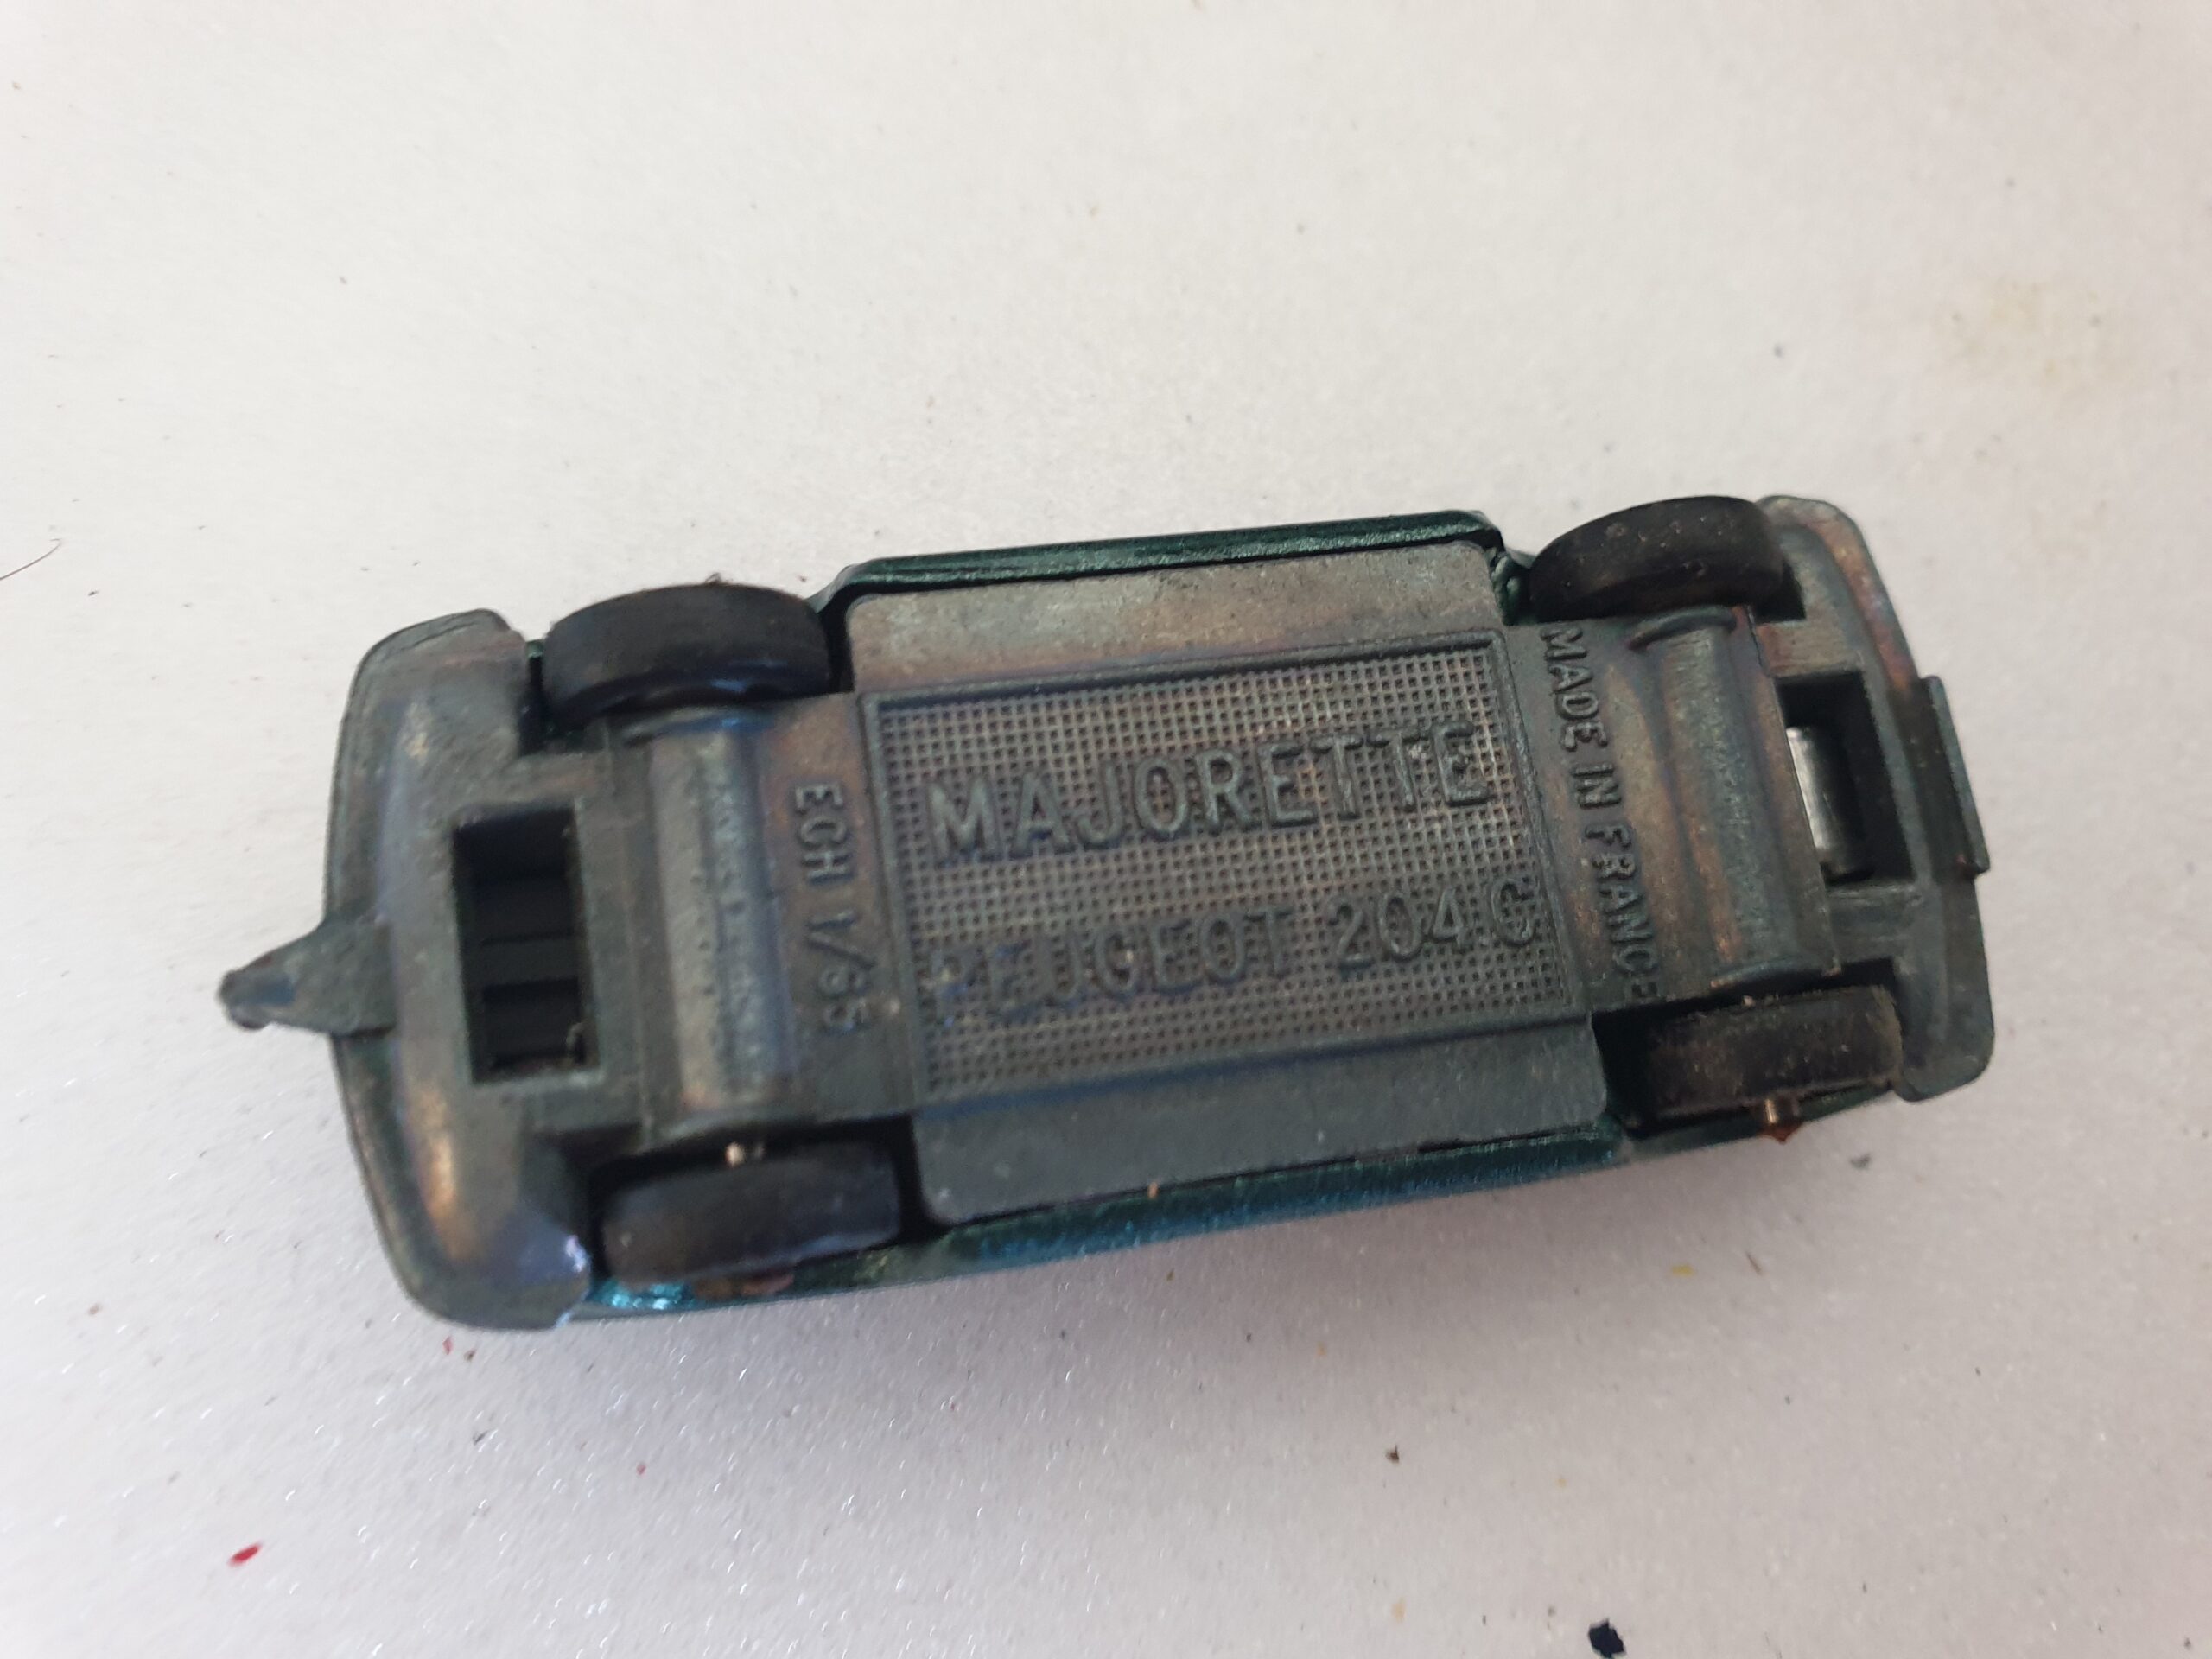 MAJORETTE
PEUGEOT 204 C
ECH 1/65
MADE IN FRANCE